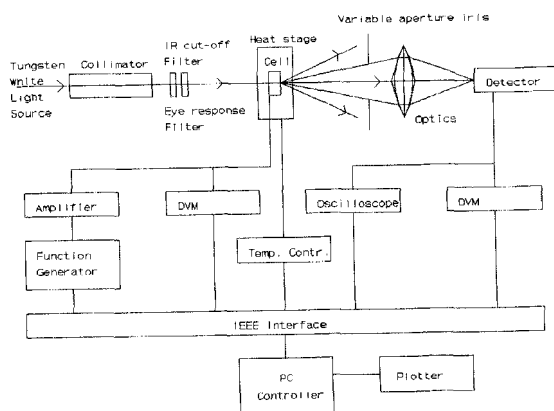 Variable aperture iris
Heat stage
IR cut-off
Filter
Cell
Tungsten
White
Light
Source
Collimator
Eye response
Filter
Optics
Detector
Amplifier
DVM
Oscilloscope
DVM
Function
Generator
Temp. Contr.
IEEE Interface
PC
Controller
Plotter